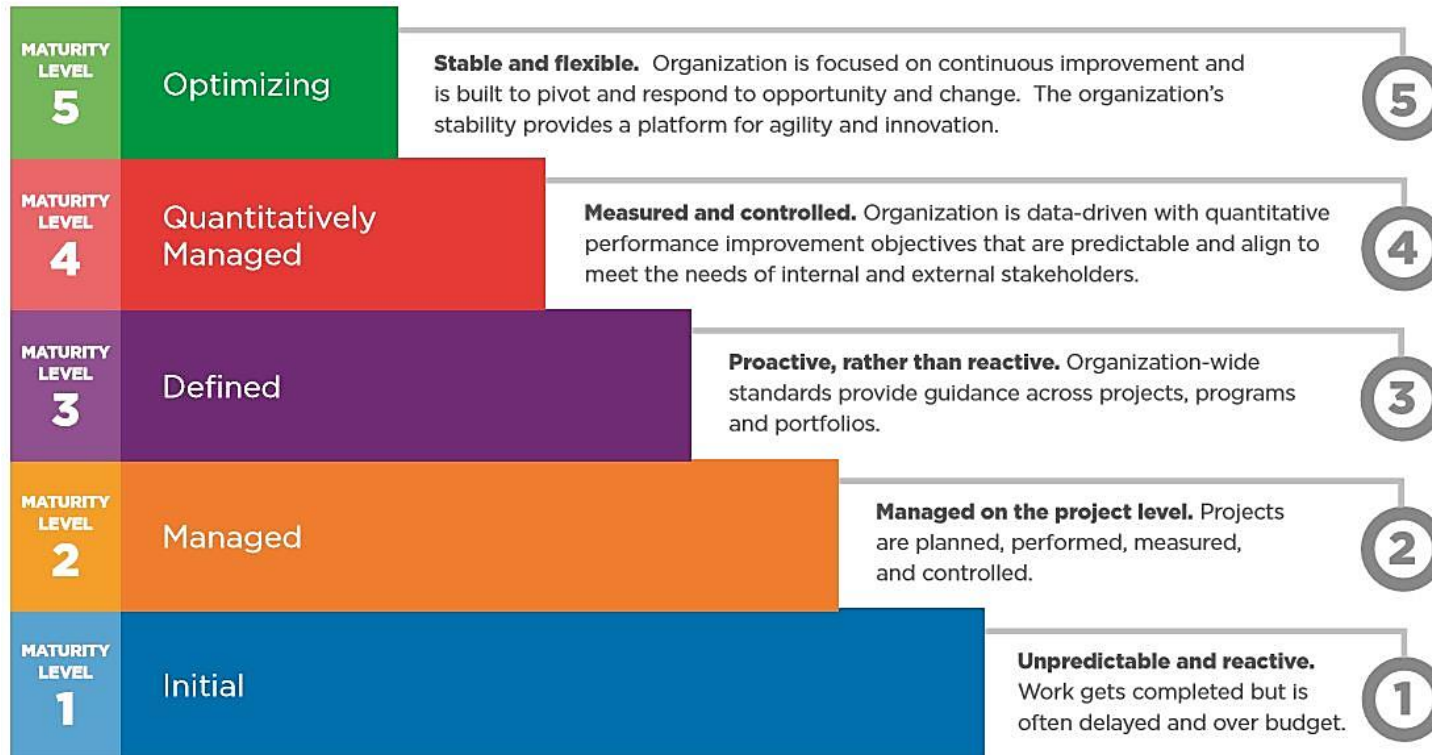 MATURITY
LEVEL
5
Optimizing
Stable and flexible. Organization is focused on continuous improvement and
is built to pivot and respond to opportunity and change. The organization's
stability provides a platform for agility and innovation.
5
MATURITY
LEVEL
4
Quantitatively
Managed
Measured and controlled. Organization is data-driven with quantitative
performance improvement objectives that are predictable and align to
meet the needs of internal and external stakeholders.
4
MATURITY
LEVEL
3
Defined
Proactive, rather than reactive. Organization-wide
standards provide guidance across projects, programs
and portfolios.
3
MATURITY
LEVEL
2
Managed
Managed on the project level. Projects
are planned, performed, measured,
and controlled.
2
MATURITY
LEVEL
1
Initial
Unpredictable and reactive.
Work gets completed but is
often delayed and over budget.
1